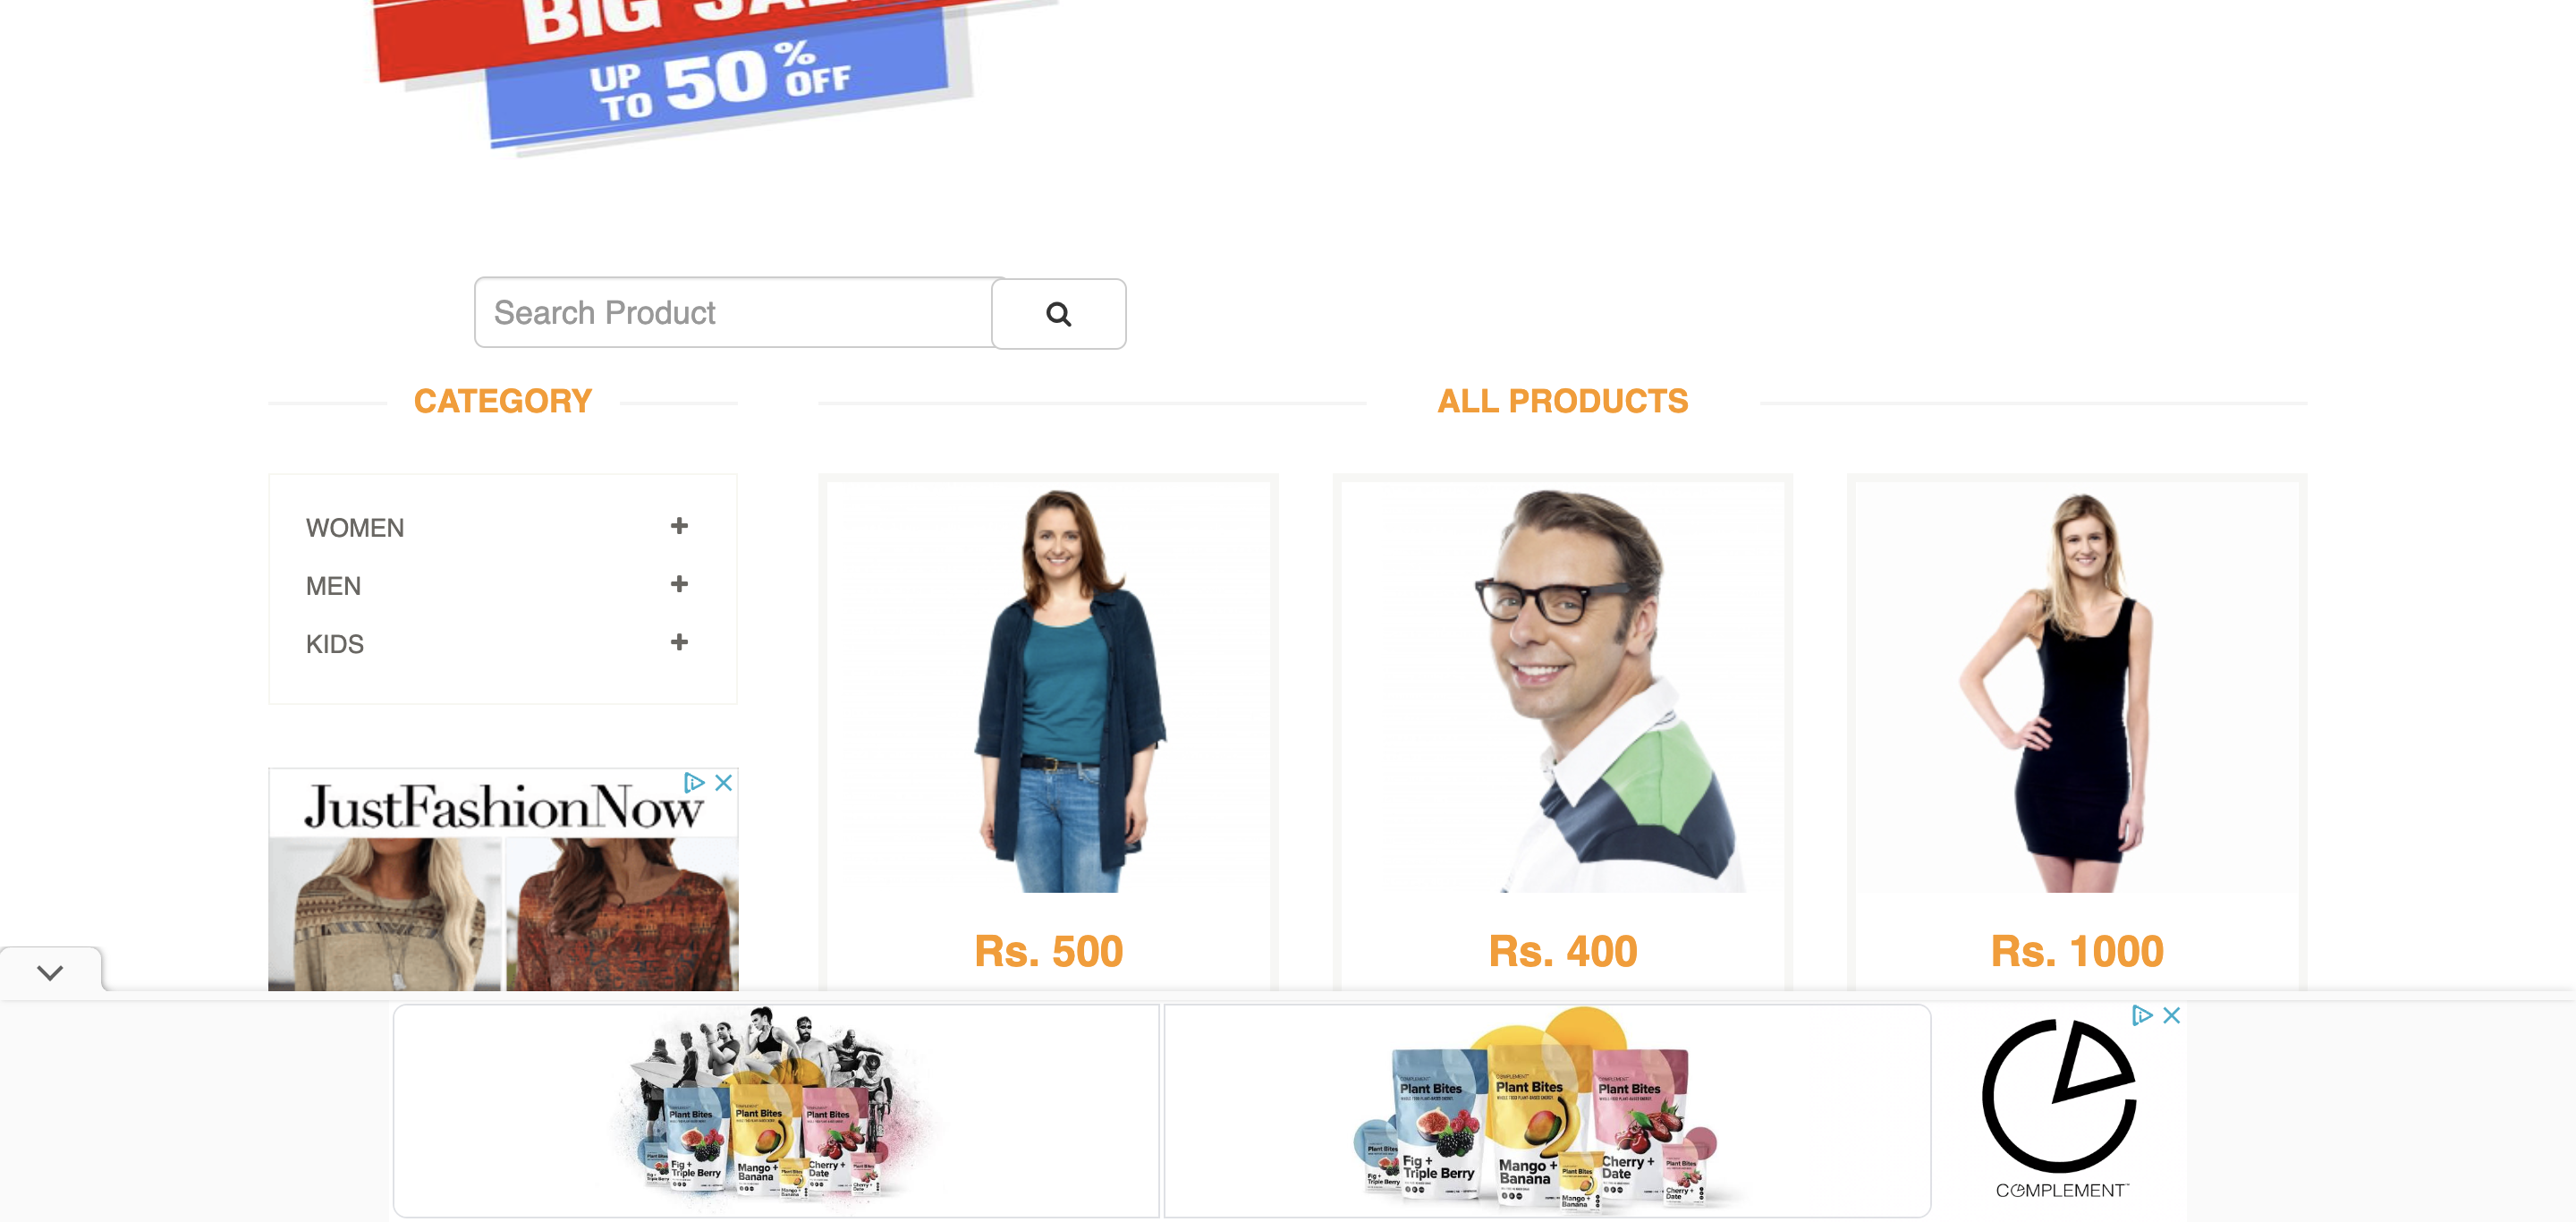 BIG SALE
UP TO 50% OFF
Search Product
CATEGORY
ALL PRODUCTS
WOMEN
MEN
KIDS
JustFashionNow
Rs. 500
Rs. 400
Rs. 1000
Plant Bites
Plant Bites
Plant Bites
Fig + Triple Berry
Mango + Banana
Cherry + Date
Plant Bites
Plant Bites
Plant Bites
Fig + Triple Berry
Mango + Banana
Cherry + Date
COMPLEMENT